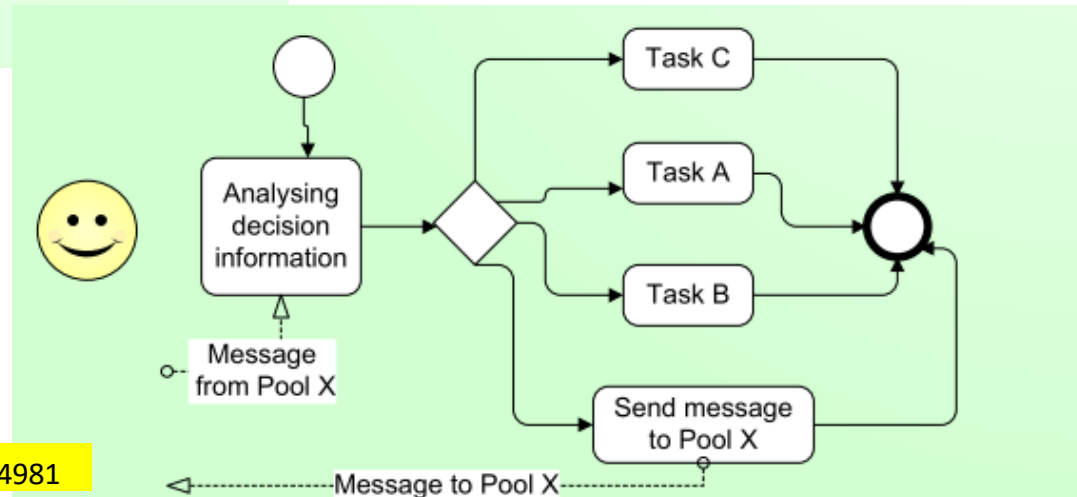 Task C
Analysing
decision
information
Task A
Task B
Message
from Pool X
Send message
to Pool X
4981
Message to Pool X